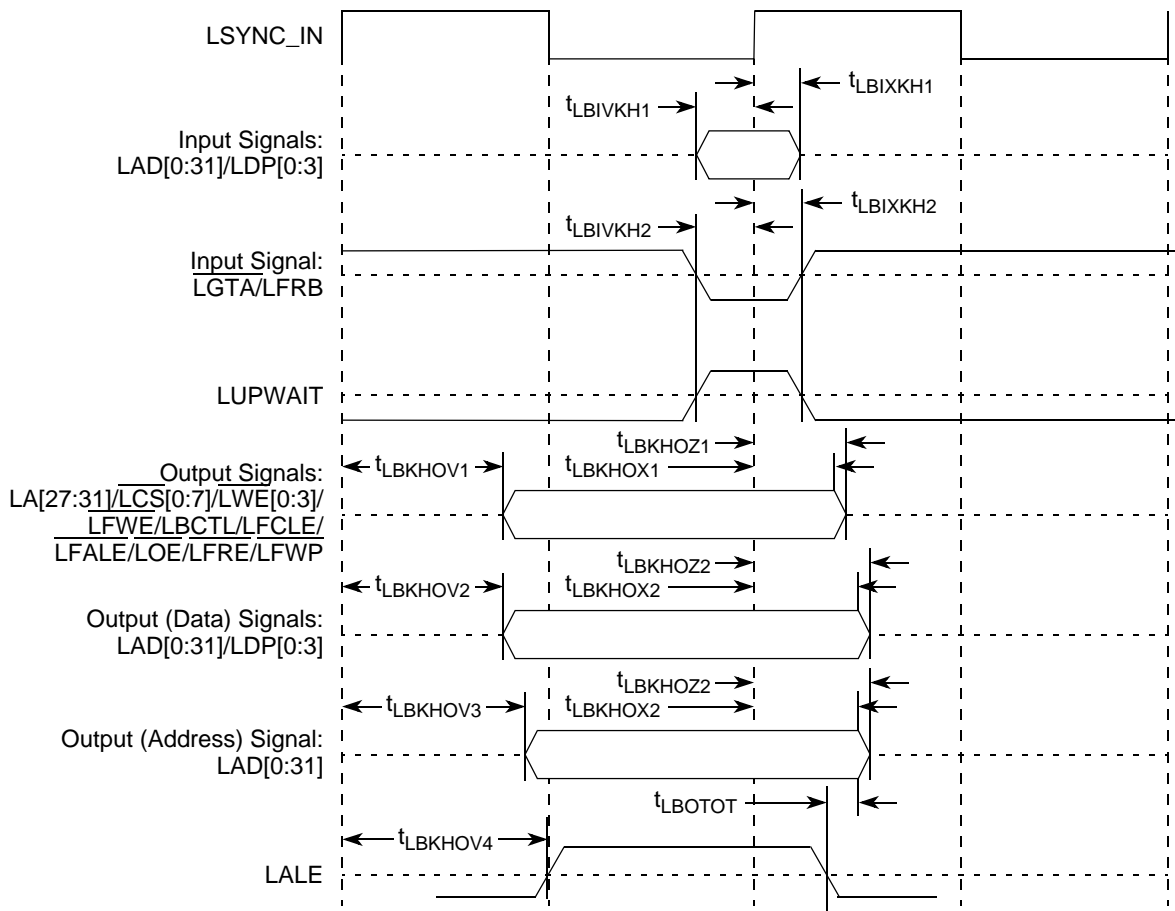 LSYNC_IN
tLBIXKH1
tLBIVKH1
Input Signals:
LAD[0:31]/LDP[0:3]
tLBIXKH2
tLBIVKH2
Input Signal:
LGTA/LFRB
LUPWAIT
tLBKHOZ1
tLBKHOV1
tLBKHOX1
Output Signals:
LA[27:31]/LCS[0:7]/LWE[0:3]/
LFWE/LBCTL/LFCLE/
LFALE/LOE/LFRE/LFWP
tLBKHOZ2
tLBKHOV2
tLBKHOX2
Output (Data) Signals:
LAD[0:31]/LDP[0:3]
tLBKHOZ2
tLBKHOV3
tLBKHOX2
Output (Address) Signal:
LAD[0:31]
tLBOTOT
tLBKHOV4
LALE